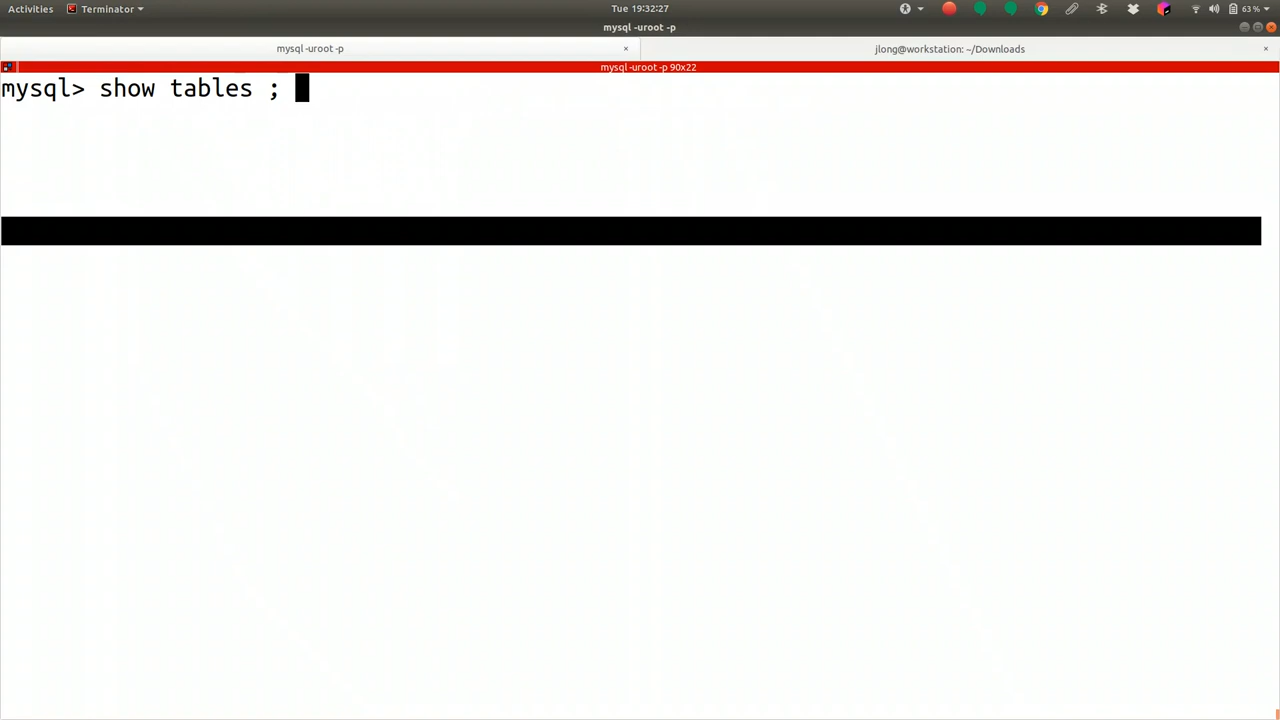 Activities Terminator Tue 19:32:27 63 %
mysql -uroot -p
mysql -uroot -p × jlong@workstation: ~/Downloads ×
mysql -uroot -p 90x22
mysql> show tables ;